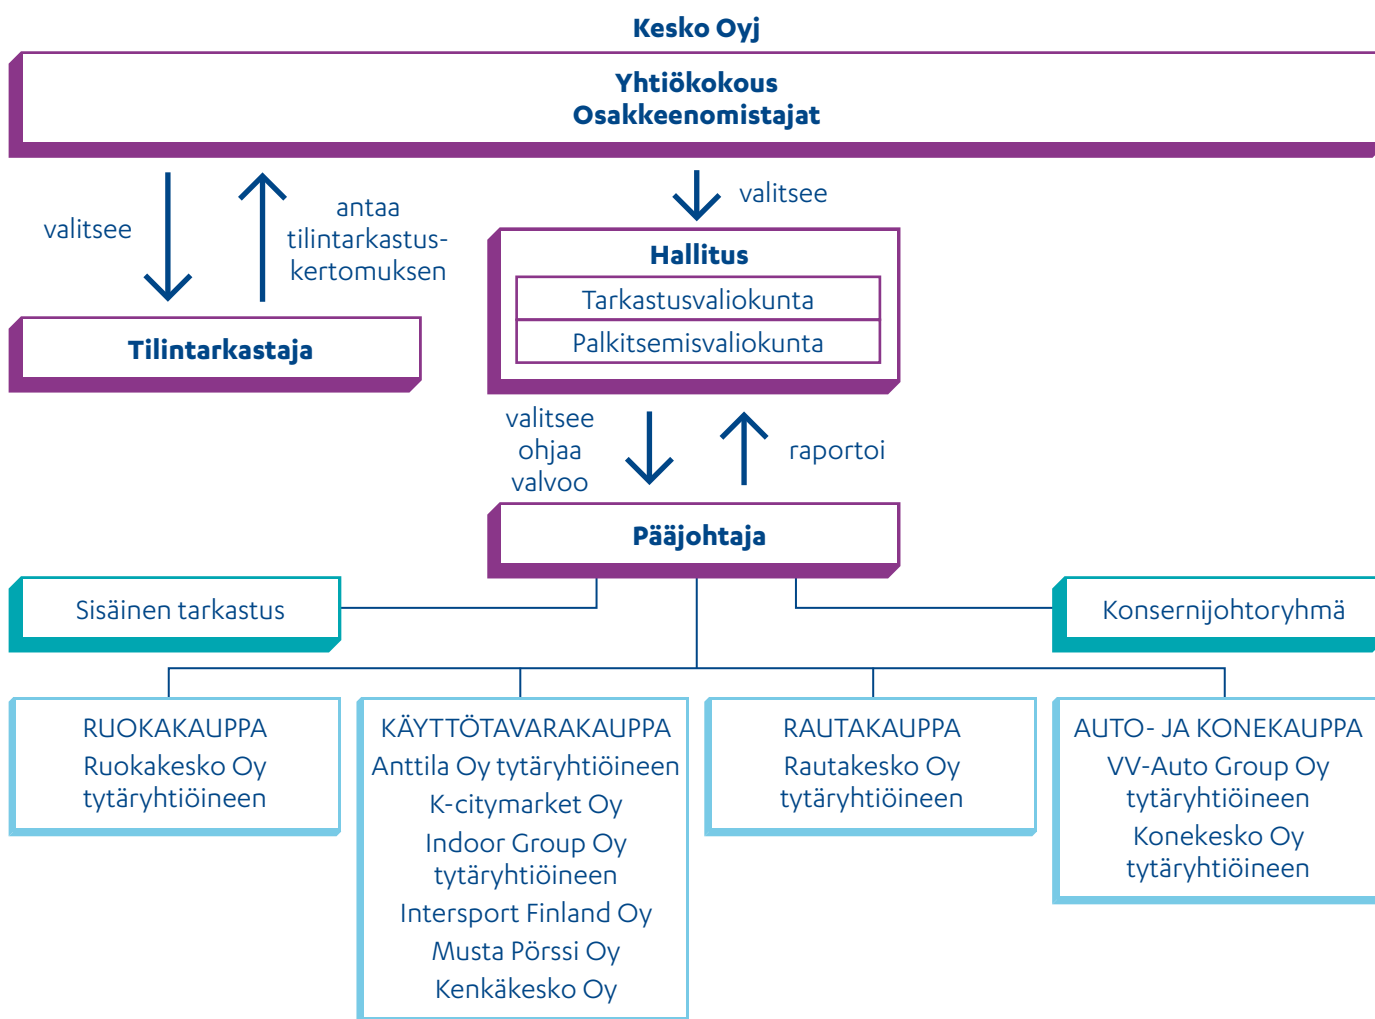 Kesko Oyj
Yhtiökokous
Osakkeenomistajat
valitsee
antaa
tilintarkastus-
kertomuksen
valitsee
Hallitus
Tarkastusvaliokunta
Palkitsemisvaliokunta
Tilintarkastaja
valitsee
ohjaa
valvoo
raportoi
Pääjohtaja
Sisäinen tarkastus
Konsernijohtoryhmä
RUOKAKAUPPA
Ruokakesko Oy
tytäryhtiöineen
KÄYTTÖTAVARAKAUPPA
Anttila Oy tytäryhtiöineen
K-citymarket Oy
Indoor Group Oy
tytäryhtiöineen
Intersport Finland Oy
Musta Pörssi Oy
Kenkäkesko Oy
RAUTAKAUPPA
Rautakesko Oy
tytäryhtiöineen
AUTO- JA KONEKAUPPA
VV-Auto Group Oy
tytäryhtiöineen
Konekesko Oy
tytäryhtiöineen